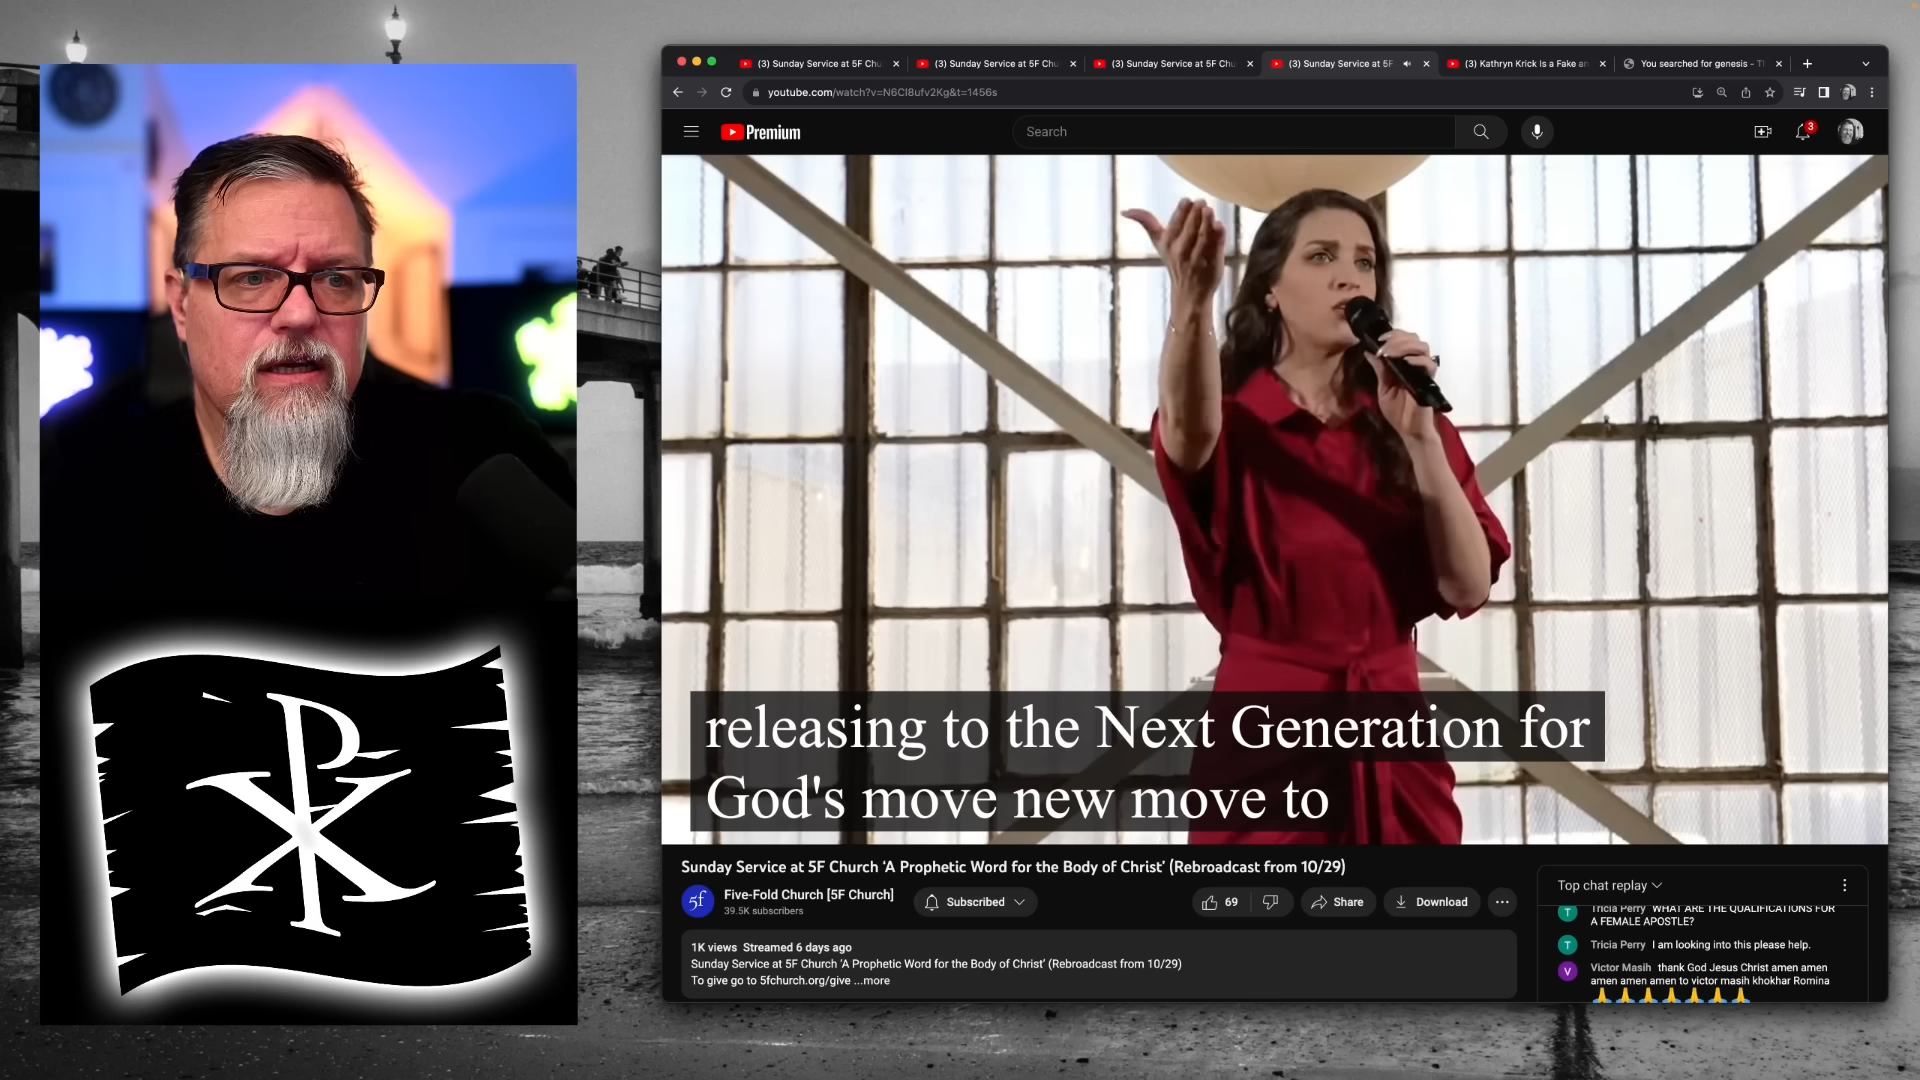 (3) Sunday Service at 5F Chu
(3) Sunday Service at 5F Chu
(3) Sunday Service at 5F Chu
(3) Sunday Service at 5F
(3) Kathryn Krick Is a Fake an
You searched for genesis - T
youtube.com/watch?v=N6Cl8ufv2Kg&t=1456s
Premium
Search
3
releasing to the Next Generation for
God's move new move to
Sunday Service at 5F Church 'A Prophetic Word for the Body of Christ' (Rebroadcast from 10/29)
5f
Five-Fold Church [5F Church]
39.5K subscribers
Subscribed
69
Share
Download
1K views Streamed 6 days ago
Sunday Service at 5F Church 'A Prophetic Word for the Body of Christ' (Rebroadcast from 10/29)
To give go to 5fchurch.org/give ...more
Top chat replay
T
Tricia Perry WHAT ARE THE QUALIFICATIONS FOR
A FEMALE APOSTLE?
T
Tricia Perry I am looking into this please help.
V
Victor Masih thank God Jesus Christ amen amen
amen amen amen to victor masih khokhar Romina